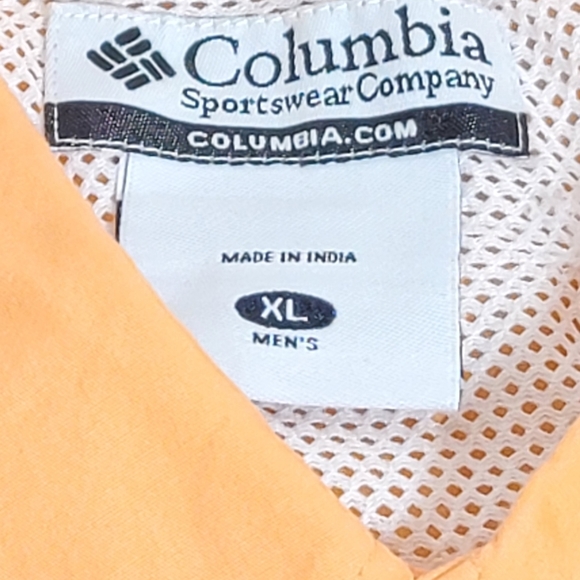 Columbia
Sportswear Company
COLUMBIA.COM
MADE IN INDIA
XL
MEN'S